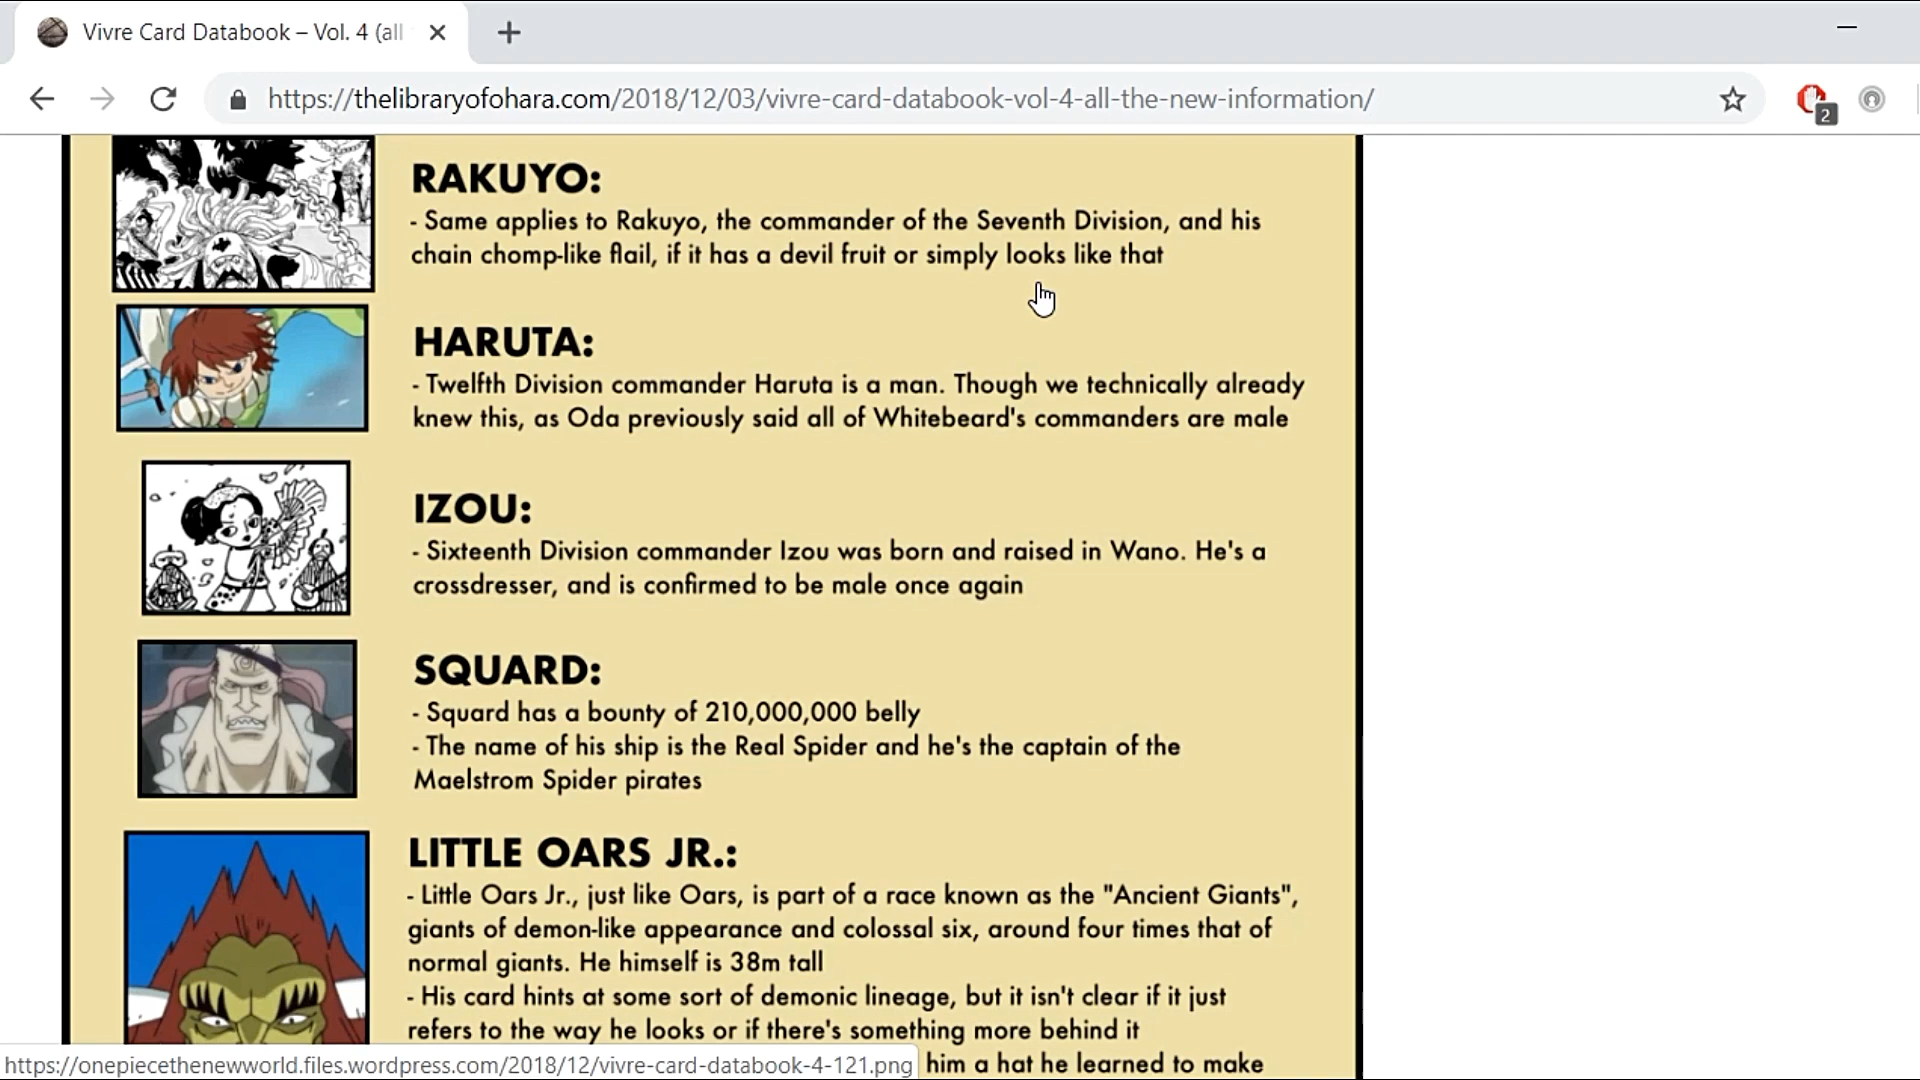 Vivre Card Databook – Vol. 4 (all
https://thelibraryofohara.com/2018/12/03/vivre-card-databook-vol-4-all-the-new-information/
2
RAKUYO:
- Same applies to Rakuyo, the commander of the Seventh Division, and his
chain chomp-like flail, if it has a devil fruit or simply looks like that
HARUTA:
- Twelfth Division commander Haruta is a man. Though we technically already
knew this, as Oda previously said all of Whitebeard's commanders are male
IZOU:
- Sixteenth Division commander Izou was born and raised in Wano. He's a
crossdresser, and is confirmed to be male once again
SQUARD:
- Squard has a bounty of 210,000,000 belly
- The name of his ship is the Real Spider and he's the captain of the
Maelstrom Spider pirates
LITTLE OARS JR.:
- Little Oars Jr., just like Oars, is part of a race known as the "Ancient Giants",
giants of demon-like appearance and colossal six, around four times that of
normal giants. He himself is 38m tall
- His card hints at some sort of demonic lineage, but it isn't clear if it just
refers to the way he looks or if there's something more behind it
him a hat he learned to make
https://onepiecethenewworld.files.wordpress.com/2018/12/vivre-card-databook-4-121.png